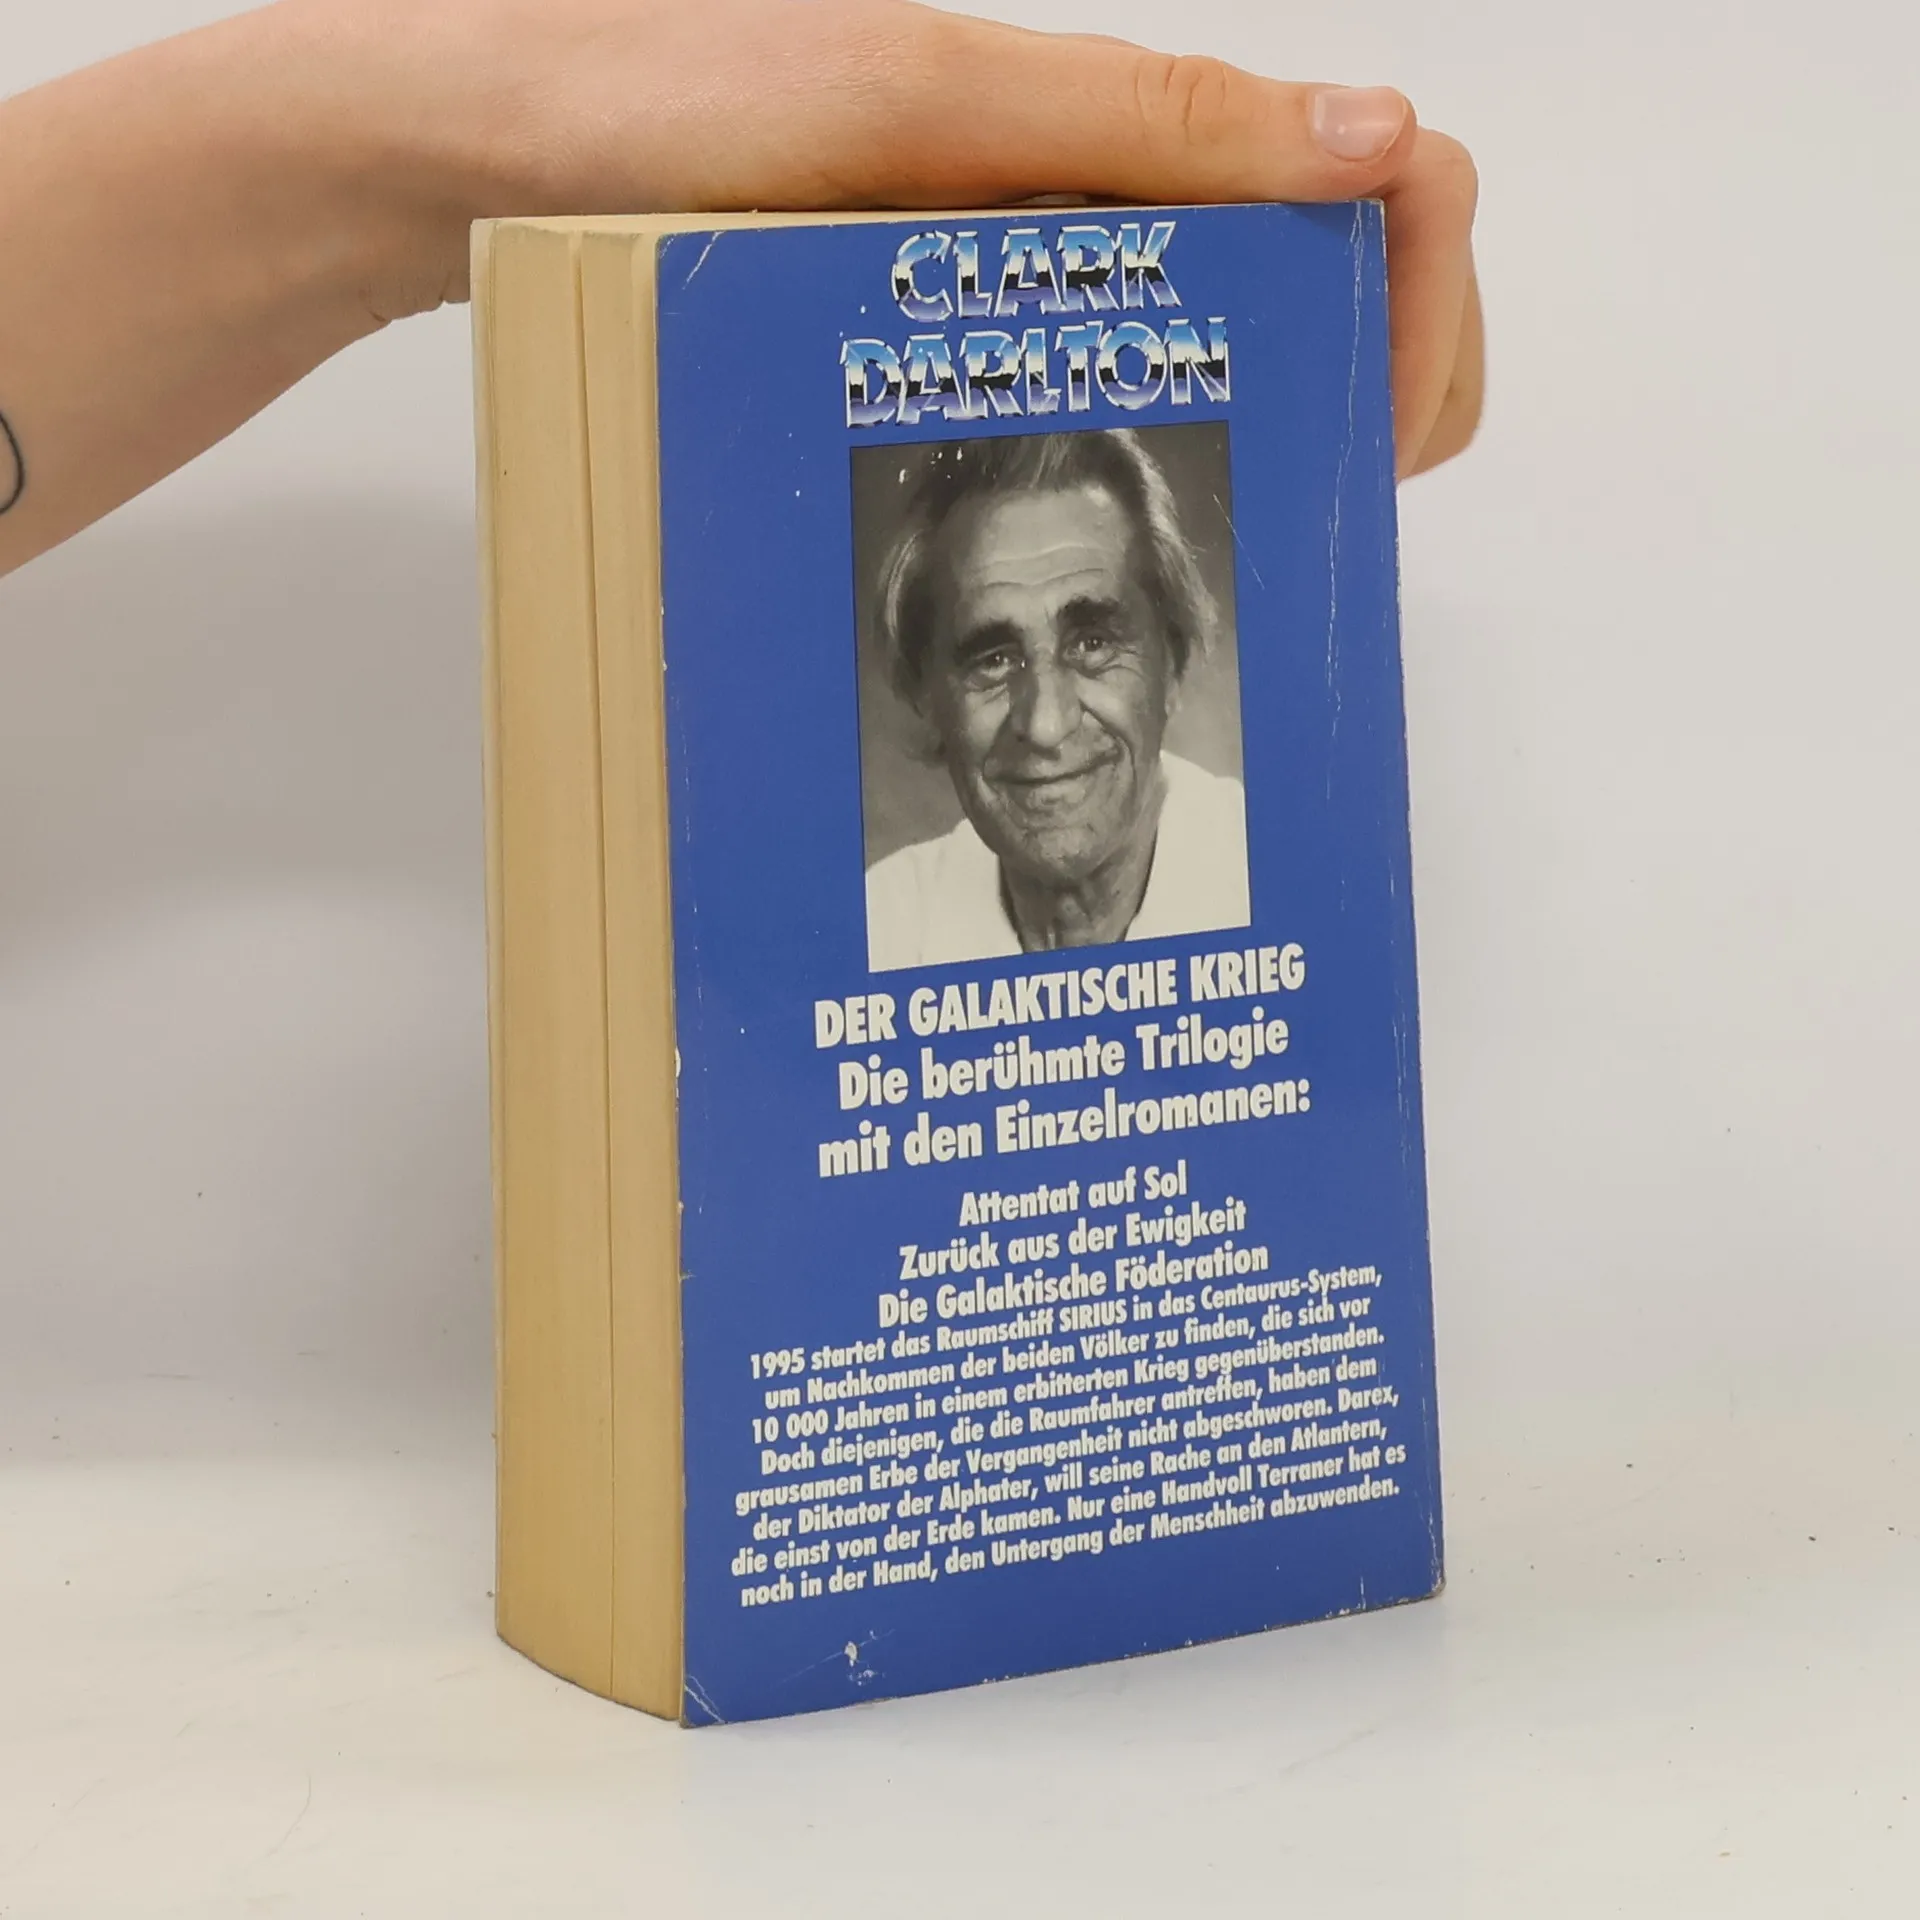 CLARK
DARLTON
DER GALAKTISCHE KRIEG
Die berühmte Trilogie
mit den Einzelromanen:
Attentat auf Sol
Zurück aus der Ewigkeit
Die Galaktische Föderation
1995 startet das Raumschiff SIRIUS in das Centaurus-System,
um Nachkommen der beiden Völker zu finden, die sich vor
10 000 Jahren in einem erbitterten Krieg gegenüberstanden.
Doch diejenigen, die die Raumfahrer antreffen, haben dem
grausamen Erbe der Vergangenheit nicht abgeschworen. Darex,
der Diktator der Alphater, will seine Rache an den Atlantern,
die einst von der Erde kamen. Nur eine Handvoll Terraner hat es
noch in der Hand, den Untergang der Menschheit abzuwenden.